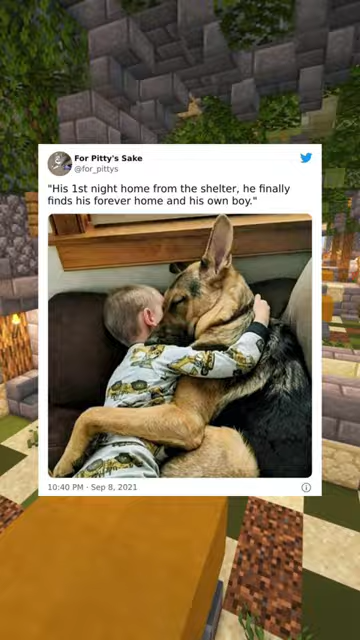 For Pitty's Sake
@for_pittys
"His 1st night home from the shelter, he finally
finds his forever home and his own boy."
10:40 PM · Sep 8, 2021